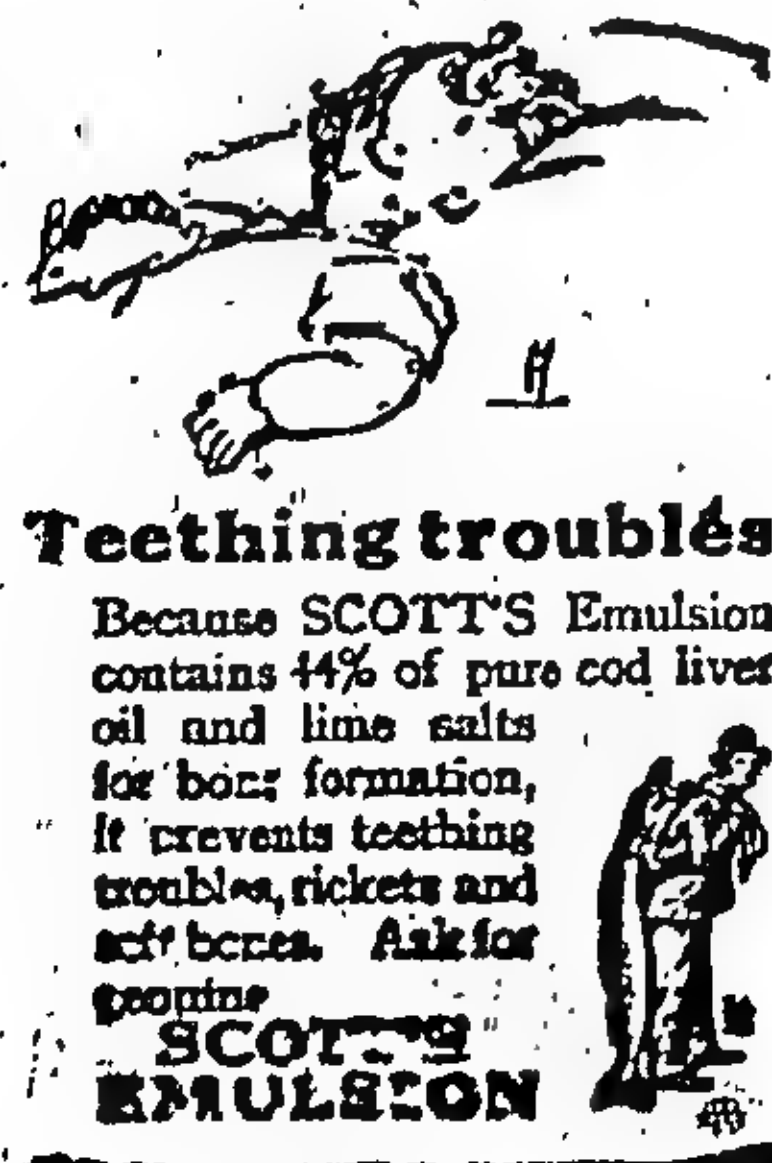 Teething troubles
Because SCOTT'S Emulsion
contains 44% of pure cod liver
oil and lime salts
for bone formation,
it prevents teething
troubles, rickets and
soft bones. Ask for
genuine
SCOTT'S
EMULSION